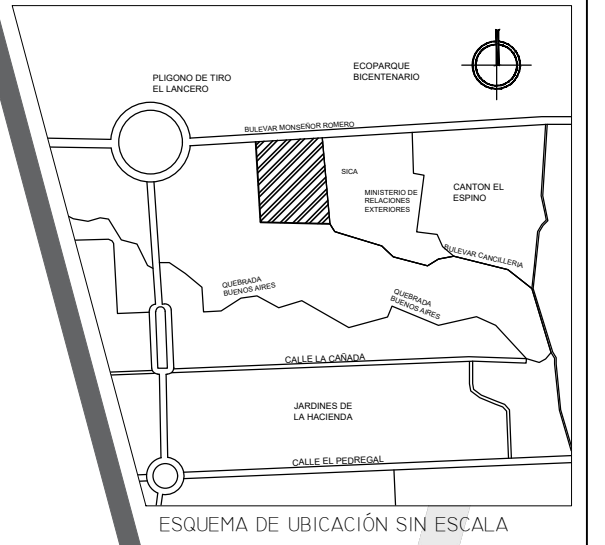 PLIGONO DE TIRO
EL LANCERO
ECOPARQUE
BICENTENARIO
BULEVAR MONSEÑOR ROMERO
SICA
MINISTERIO DE
RELACIONES
EXTERIORES
CANTON EL
ESPINO
BULEVAR CANCILLERIA
QUEBRADA
BUENOS AIRES
QUEBRADA
BUENOS AIRES
CALLE LA CAÑADA
JARDINES DE
LA HACIENDA
CALLE EL PEDREGAL
ESQUEMA DE UBICACIÓN SIN ESCALA